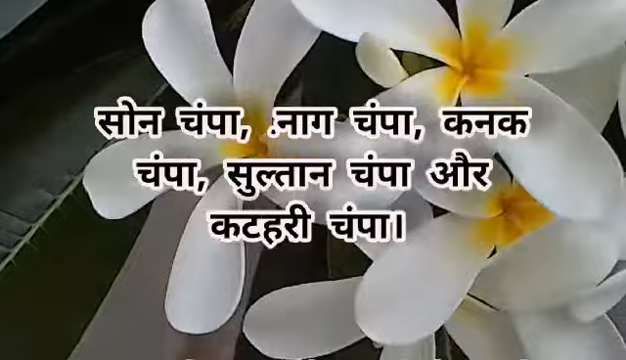 सोन चंपा, नाग चंपा, कनक
चंपा, सुल्तान चंपा और
कटहरी चंपा।